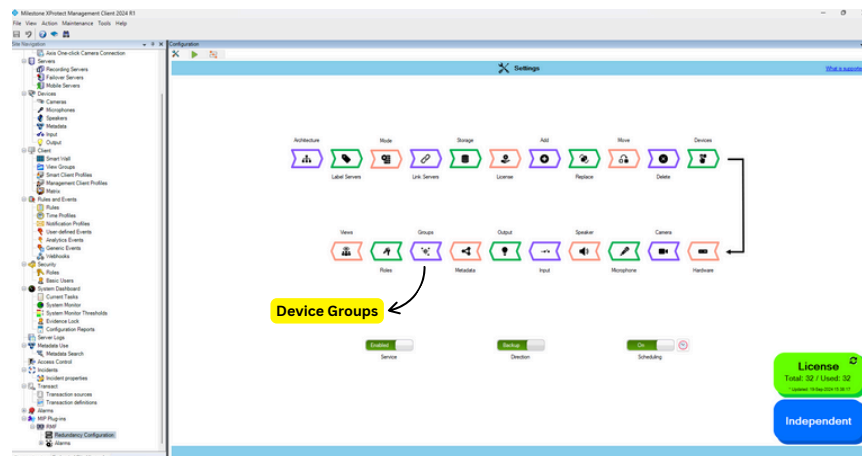 Milestone XProtect Management Client 2024 R1
File View Action Maintenance Tools Help
Site Navigation
Configuration
Axis One-click Camera Connection
Servers
Recording Servers
Failover Servers
Mobile Servers
Devices
Cameras
Microphones
Speakers
Metadata
Input
Output
Client
Smart Wall
View Groups
Smart Client Profiles
Management Client Profiles
Matrix
Rules and Events
Rules
Time Profiles
Notification Profiles
User-defined Events
Analytics Events
Generic Events
Webhooks
Security
Roles
Basic Users
System Dashboard
Current Tasks
System Monitor
System Monitor Thresholds
Evidence Lock
Configuration Reports
Server Logs
Metadata Use
Metadata Search
Access Control
Incidents
Incident properties
Transact
Transaction sources
Transaction definitions
Alarms
MIP Plug-ins
RMF
Redundancy Configuration
Alarms
Settings
What is supported
Architecture Mode Storage Add Move Devices
Label Servers Link Servers License Replace Delete
Views Groups Output Speaker Camera
Roles Metadata Input Microphone Hardware
Device Groups
Enabled Backup On
Service Direction Scheduling
License
Total: 32 / Used: 32
Independent